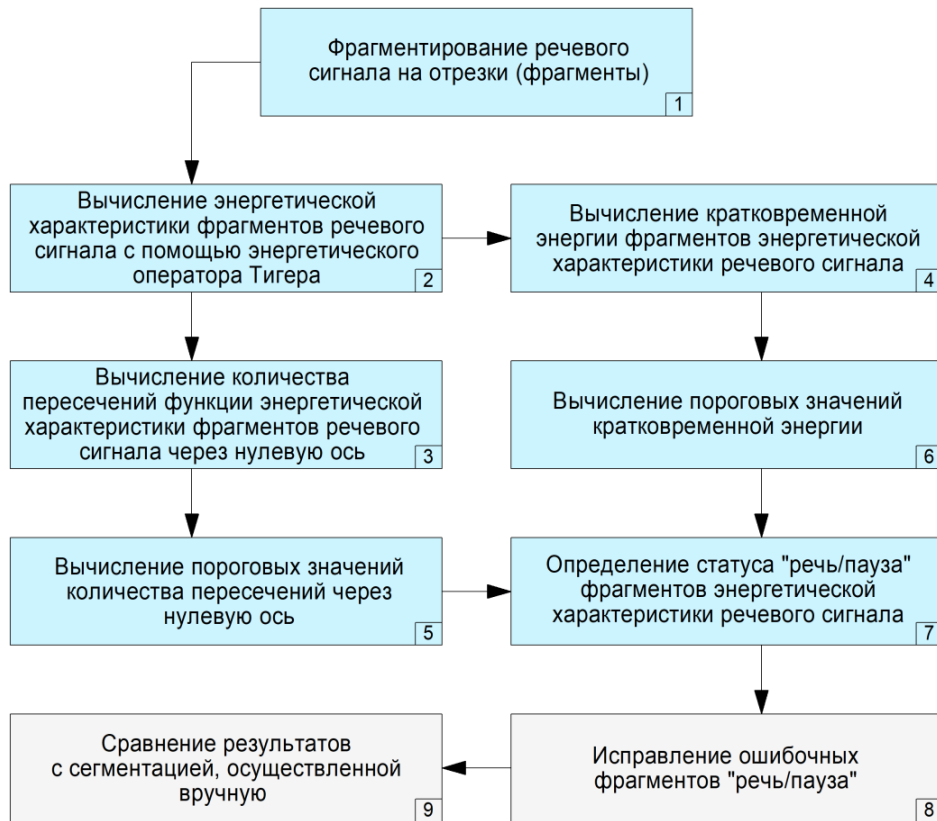 Фрагментирование речевого
сигнала на отрезки (фрагменты)
1
Вычисление энергетической
характеристики фрагментов речевого
сигнала с помощью энергетического
оператора Тигера
2
Вычисление кратковременной
энергии фрагментов энергетической
характеристики речевого сигнала
4
Вычисление количества
пересечений функции энергетической
характеристики фрагментов речевого
сигнала через нулевую ось
3
Вычисление пороговых значений
кратковременной энергии
6
Вычисление пороговых значений
количества пересечений через
нулевую ось
5
Определение статуса "речь/пауза"
фрагментов энергетической
характеристики речевого сигнала
7
Сравнение результатов
с сегментацией, осуществленной
вручную
9
Исправление ошибочных
фрагментов "речь/пауза"
8